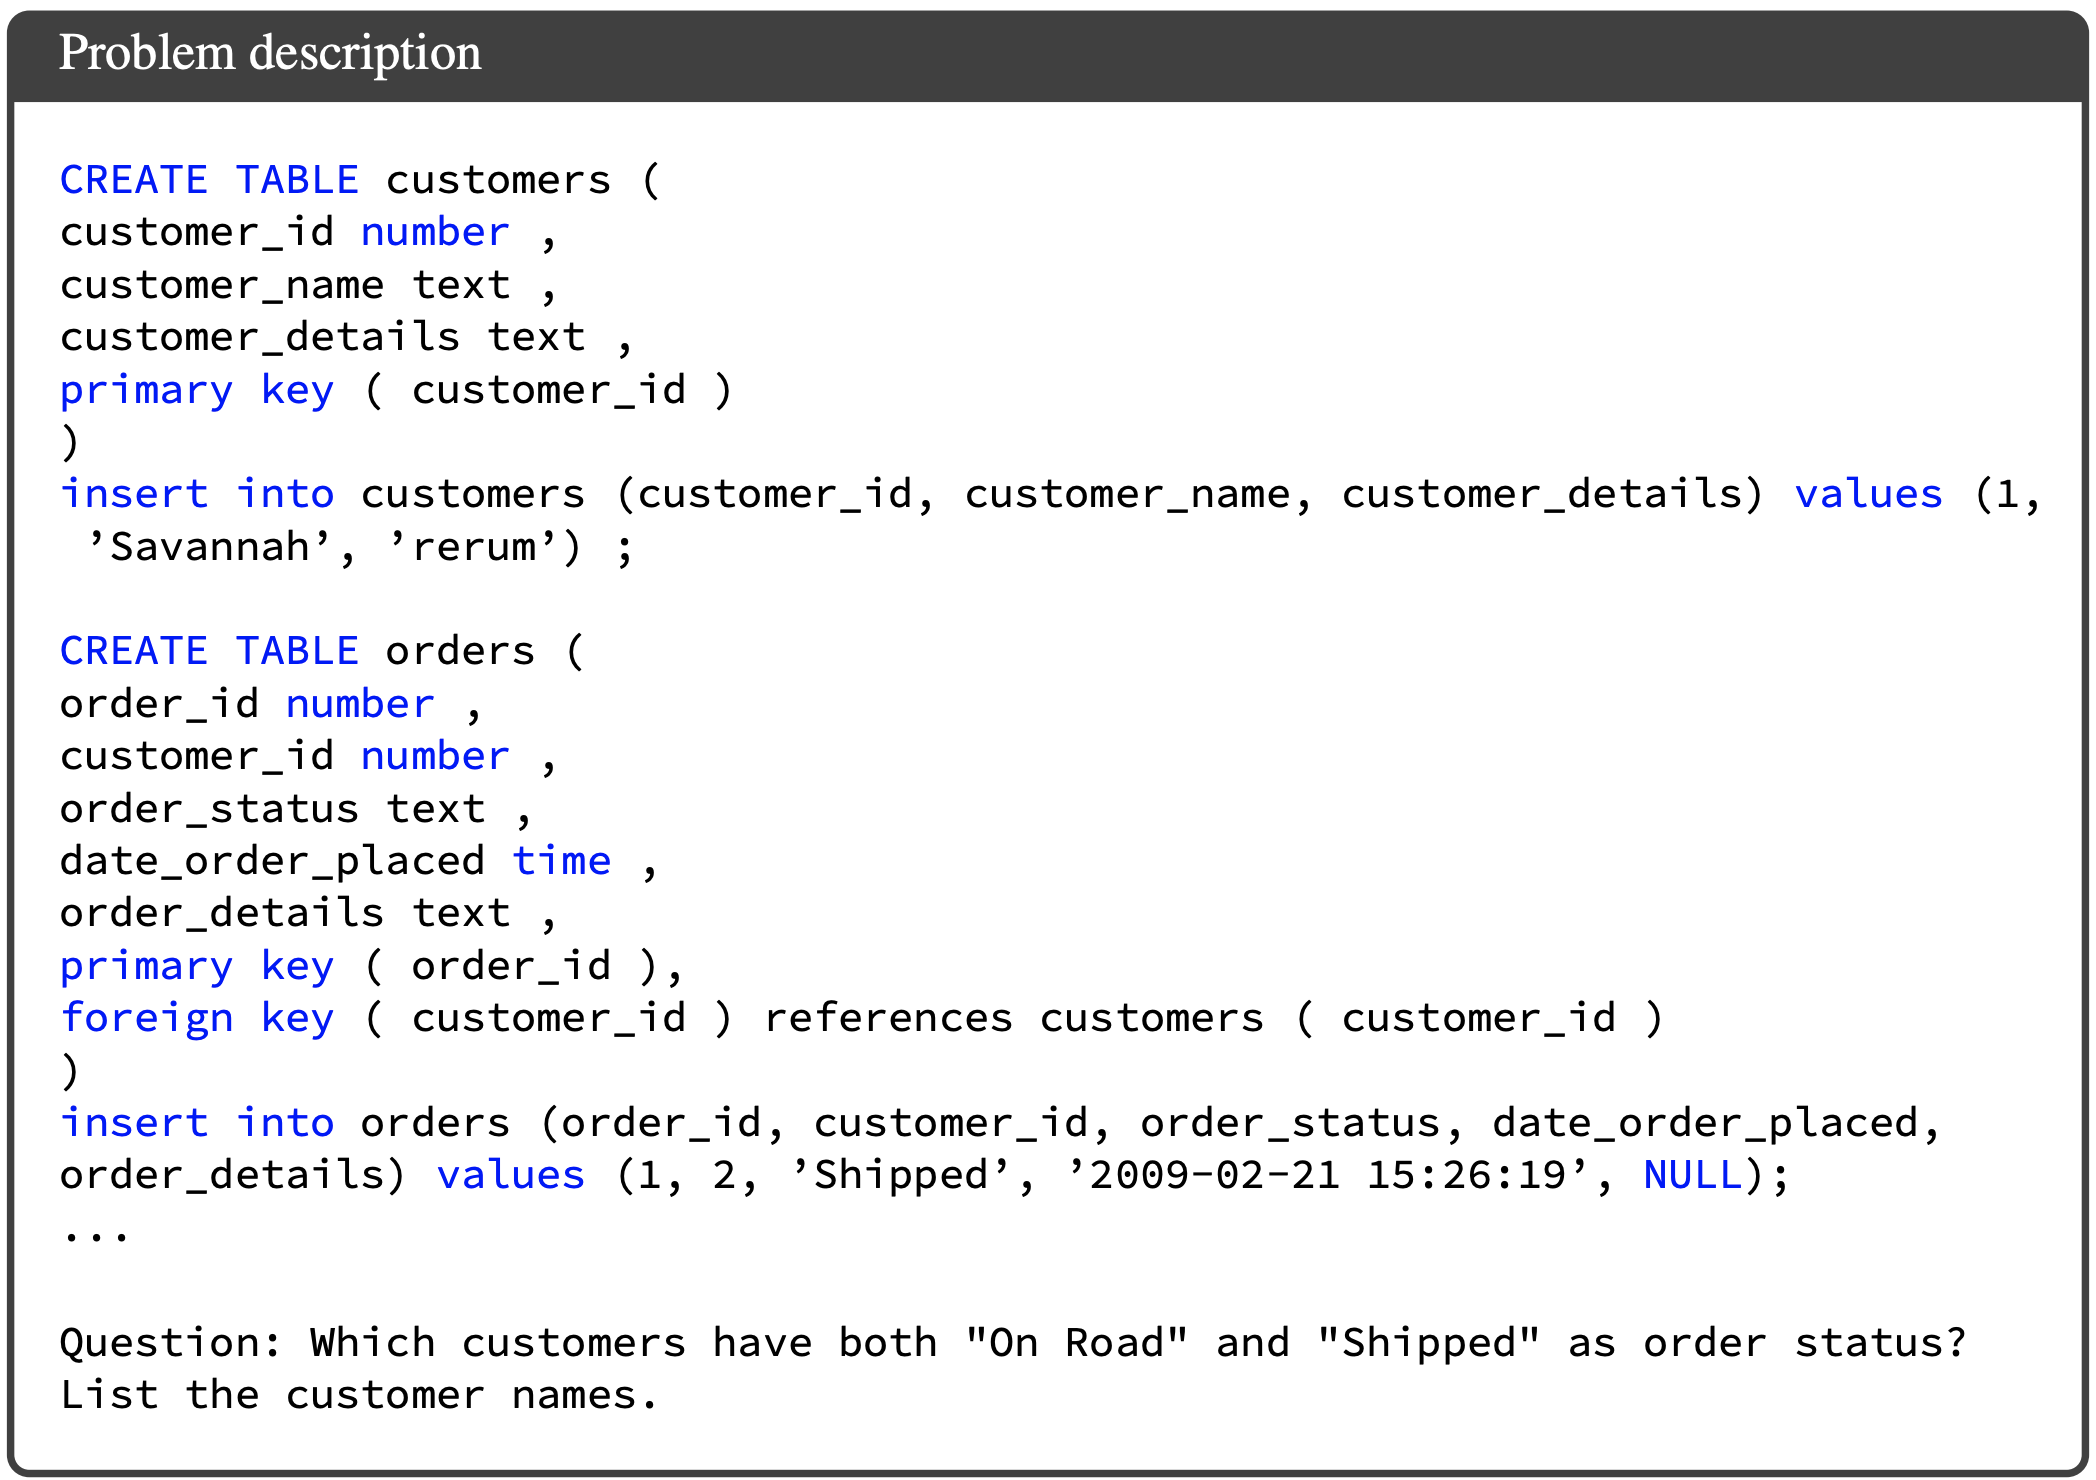 Problem description
CREATE TABLE customers (
customer_id number ,
customer_name text ,
customer_details text ,
primary key ( customer_id )
)
insert into customers (customer_id, customer_name, customer_details) values (1,
’Savannah’, ’rerum’) ;
CREATE TABLE orders (
order_id number ,
customer_id number ,
order_status text ,
date_order_placed time ,
order_details text ,
primary key ( order_id ),
foreign key ( customer_id ) references customers ( customer_id )
)
insert into orders (order_id, customer_id, order_status, date_order_placed,
order_details) values (1, 2, ’Shipped’, ’2009-02-21 15:26:19’, NULL);
...
Question: Which customers have both "On Road" and "Shipped" as order status?
List the customer names.